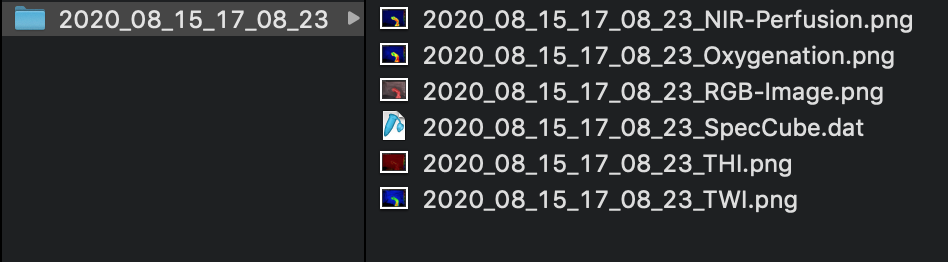 2020_08_15_17_08_23
2020_08_15_17_08_23_NIR-Perfusion.png
2020_08_15_17_08_23_Oxygenation.png
2020_08_15_17_08_23_RGB-Image.png
2020_08_15_17_08_23_SpecCube.dat
2020_08_15_17_08_23_THI.png
2020_08_15_17_08_23_TWI.png